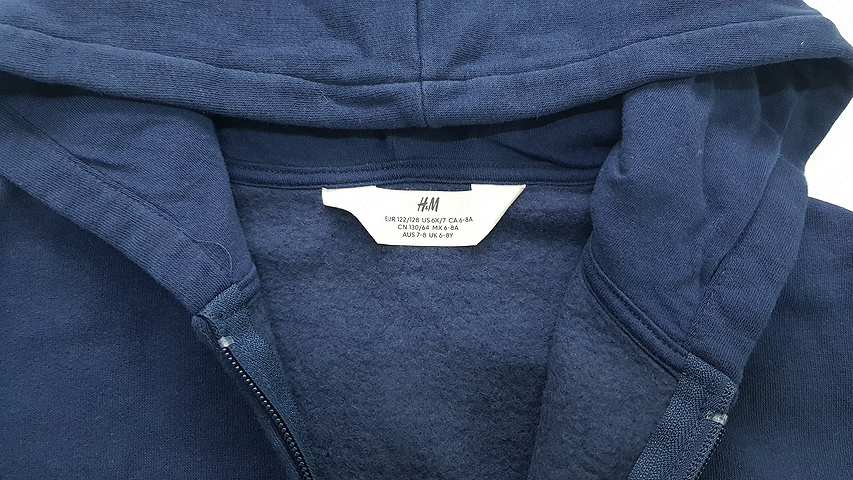 H&M
EUR 122/128 US 6X/7 CA 6-8A
CN 130/64 MX 6-8A
AUS 7-8 UK 6-8Y